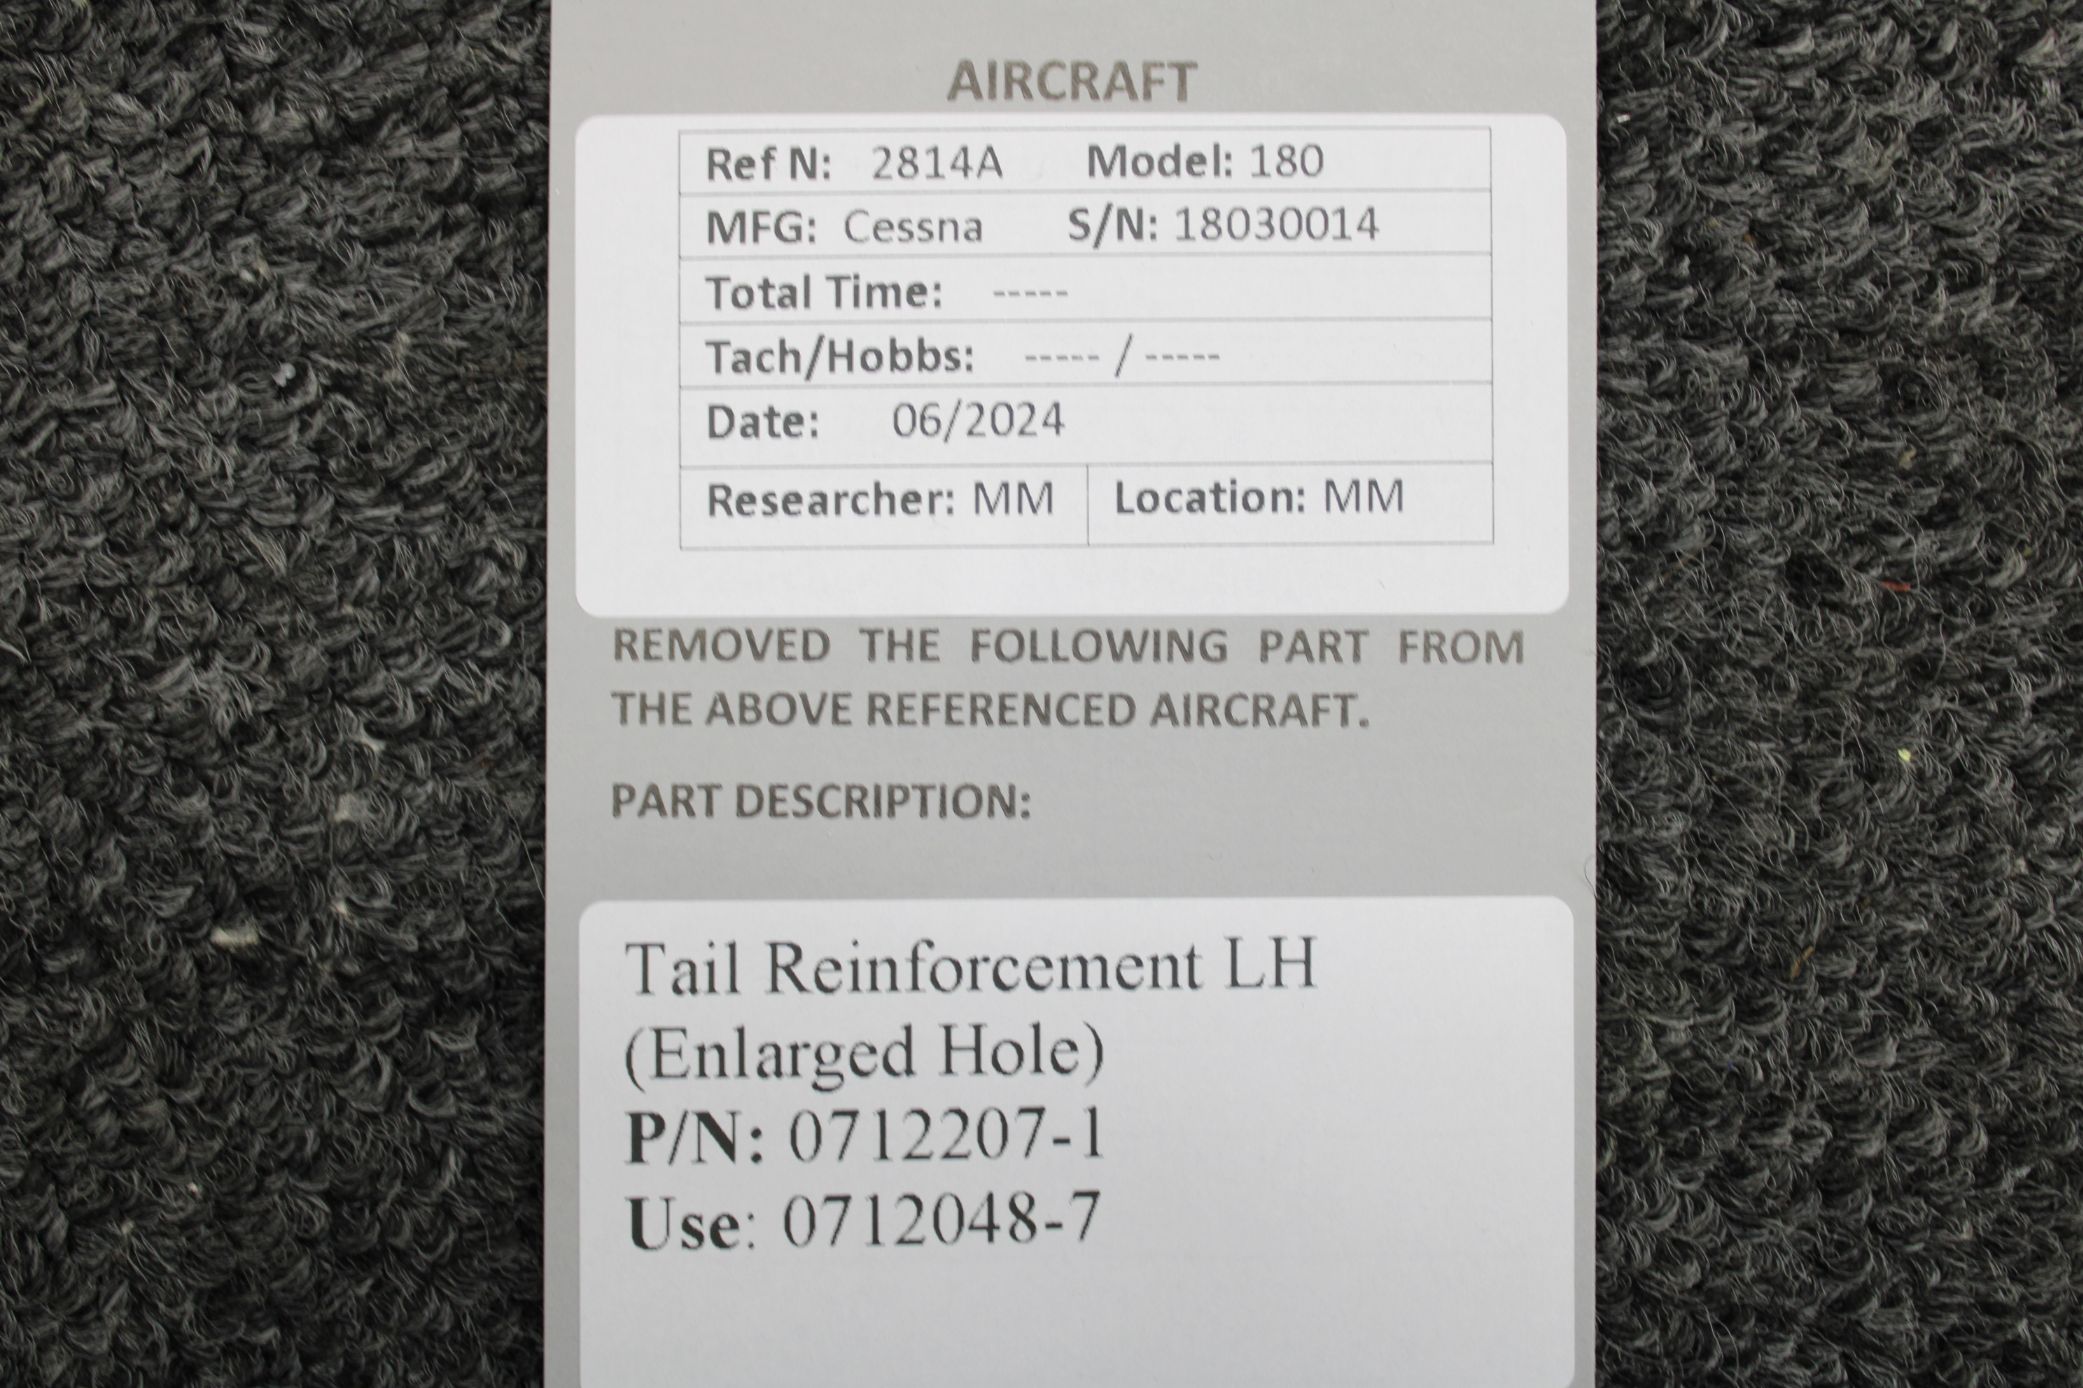 AIRCRAFT
Ref N: 2814A Model: 180
MFG: Cessna S/N: 18030014
Total Time: -----
Tach/Hobbs: ----- / -----
Date: 06/2024
Researcher: MM Location: MM
REMOVED THE FOLLOWING PART FROM
THE ABOVE REFERENCED AIRCRAFT.
PART DESCRIPTION:
Tail Reinforcement LH
(Enlarged Hole)
P/N: 0712207-1
Use: 0712048-7